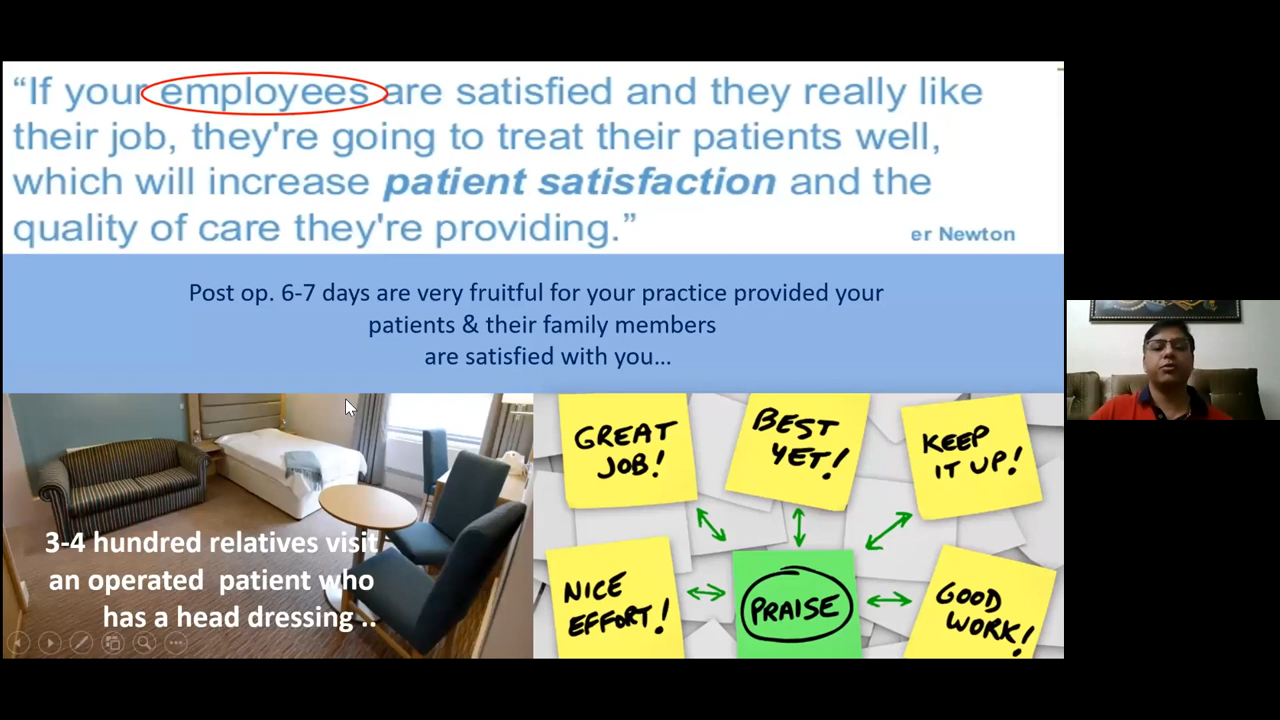 “If your employees are satisfied and they really like
their job, they're going to treat their patients well,
which will increase patient satisfaction and the
quality of care they're providing.”
er Newton
Post op. 6-7 days are very fruitful for your practice provided your
patients & their family members
are satisfied with you...
3-4 hundred relatives visit
an operated patient who
has a head dressing ..
GREAT
JOB!
BEST
YET!
KEEP
IT UP!
NICE
EFFORT!
PRAISE
GOOD
WORK!